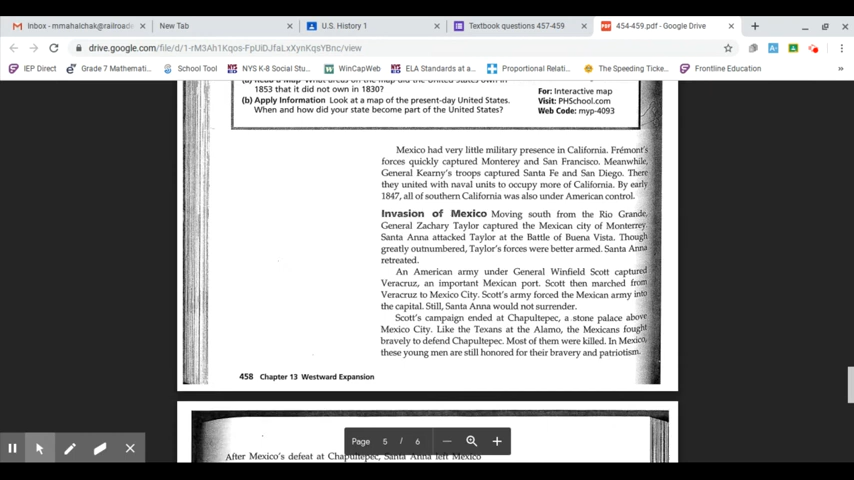 Inbox - mmahalchak@railroade
New Tab
U.S. History 1
Textbook questions 457-459
454-459.pdf - Google Drive
drive.google.com/file/d/1-rM3Ah1Kqos-FpUiDJfaLxXynKqsYBnc/view
IEP Direct
Grade 7 Mathemati...
School Tool
NYS K-8 Social Stu...
WinCapWeb
ELA Standards at a...
Proportional Relati...
The Speeding Ticke...
Frontline Education
(a) Read a Map What areas on the map did the United States own in
1853 that it did not own in 1830?
(b) Apply Information Look at a map of the present-day United States.
When and how did your state become part of the United States?
For: Interactive map
Visit: PHSchool.com
Web Code: myp-4093
Mexico had very little military presence in California. Frémont's
forces quickly captured Monterey and San Francisco. Meanwhile,
General Kearny's troops captured Santa Fe and San Diego. There
they united with naval units to occupy more of California. By early
1847, all of southern California was also under American control.
Invasion of Mexico Moving south from the Rio Grande,
General Zachary Taylor captured the Mexican city of Monterrey.
Santa Anna attacked Taylor at the Battle of Buena Vista. Though
greatly outnumbered, Taylor's forces were better armed. Santa Anna
retreated.
An American army under General Winfield Scott captured
Veracruz, an important Mexican port. Scott then marched from
Veracruz to Mexico City. Scott's army forced the Mexican army into
the capital. Still, Santa Anna would not surrender.
Scott's campaign ended at Chapultepec, a stone palace above
Mexico City. Like the Texans at the Alamo, the Mexicans fought
bravely to defend Chapultepec. Most of them were killed. In Mexico,
these young men are still honored for their bravery and patriotism.
458 Chapter 13 Westward Expansion
Page 5 / 6
After Mexico's defeat at Chapultepec, Santa Anna left Mexico